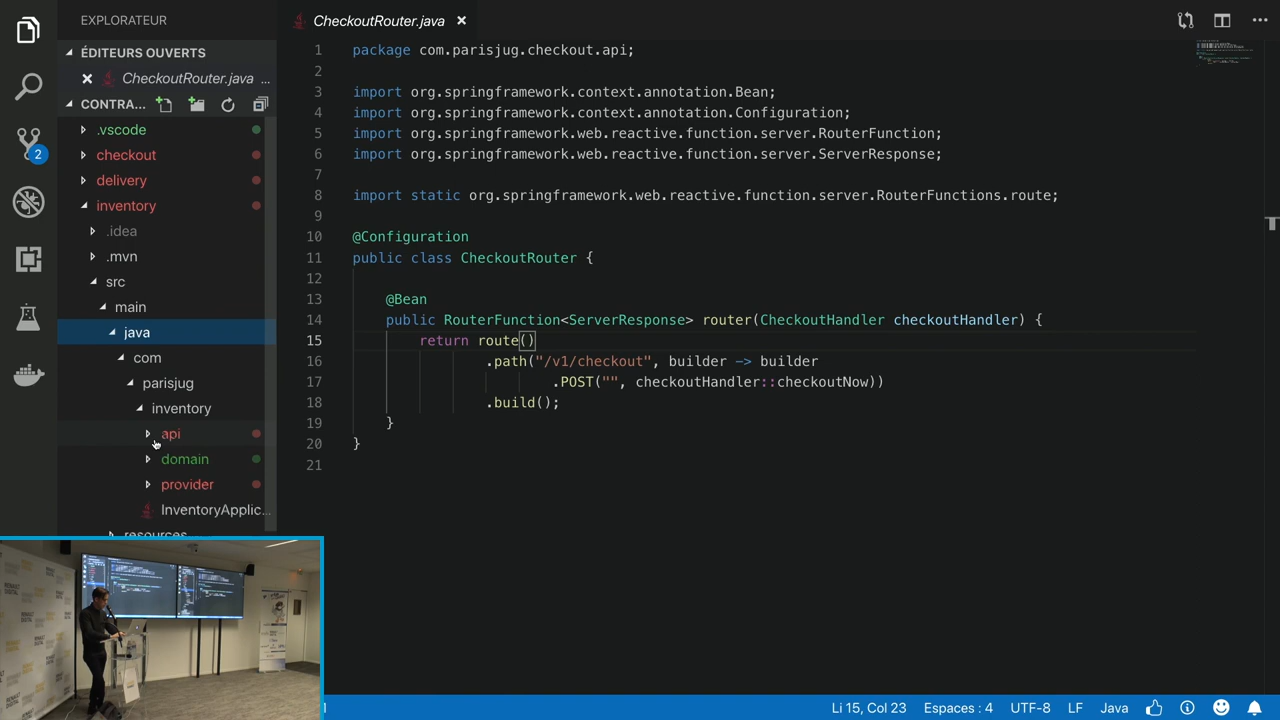 EXPLORATEUR
ÉDITEURS OUVERTS
CheckoutRouter.java ...
CONTRA...
.vscode
checkout
delivery
inventory
.idea
.mvn
src
main
java
com
parisjug
inventory
api
domain
provider
InventoryApplic...
resources
2
CheckoutRouter.java
1 package com.parisjug.checkout.api;
2
3 import org.springframework.context.annotation.Bean;
4 import org.springframework.context.annotation.Configuration;
5 import org.springframework.web.reactive.function.server.RouterFunction;
6 import org.springframework.web.reactive.function.server.ServerResponse;
7
8 import static org.springframework.web.reactive.function.server.RouterFunctions.route;
9
10 @Configuration
11 public class CheckoutRouter {
12
13 @Bean
14 public RouterFunction<ServerResponse> router(CheckoutHandler checkoutHandler) {
15 return route()
16 .path("/v1/checkout", builder -> builder
17 .POST("", checkoutHandler::checkoutNow))
18 .build();
19 }
20 }
21
RENAULT
DIGITAL
Li 15, Col 23 Espaces : 4 UTF-8 LF Java